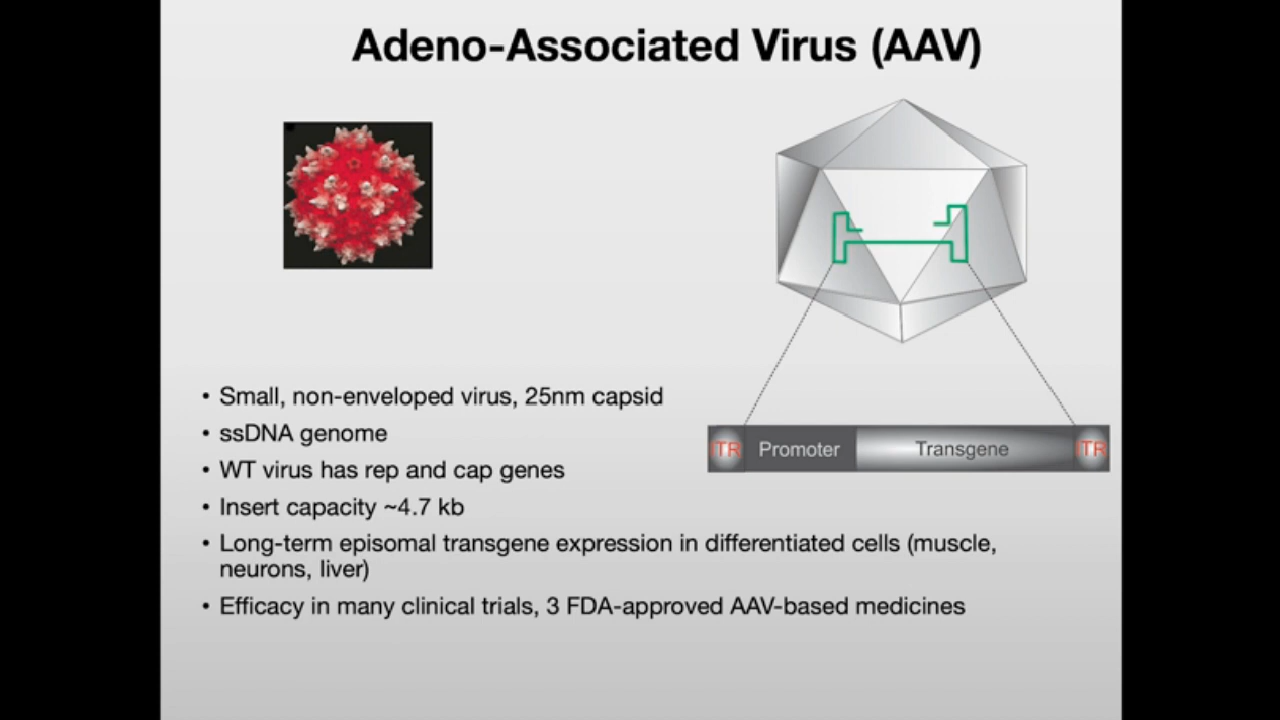 Adeno-Associated Virus (AAV)
• Small, non-enveloped virus, 25nm capsid
• ssDNA genome
• WT virus has rep and cap genes
• Insert capacity ~4.7 kb
• Long-term episomal transgene expression in differentiated cells (muscle,
neurons, liver)
• Efficacy in many clinical trials, 3 FDA-approved AAV-based medicines
ITR Promoter Transgene ITR